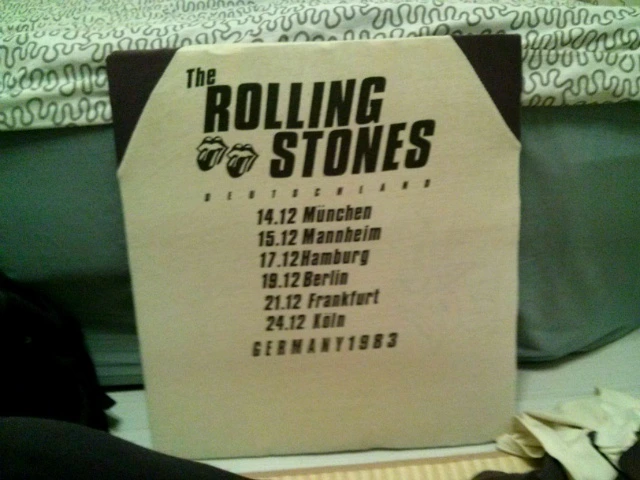 The
ROLLING
STONES
DEUTSCHLAND
14.12 München
15.12 Mannheim
17.12 Hamburg
19.12 Berlin
21.12 Frankfurt
24.12 Köln
GERMANY 1983